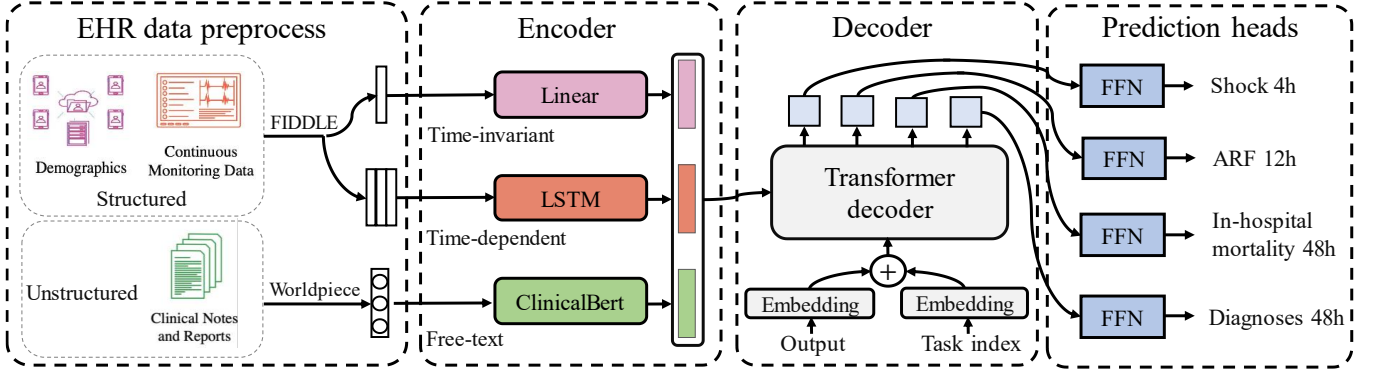 EHR data preprocess
Demographics
Continuous
Monitoring Data
Structured
FIDDLE
Unstructured
Clinical Notes
and Reports
Worldpiece
Encoder
Linear
Time-invariant
LSTM
Time-dependent
ClinicalBert
Free-text
Decoder
Transformer
decoder
+
Embedding
Embedding
Output
Task index
Prediction heads
FFN
Shock 4h
FFN
ARF 12h
FFN
In-hospital
mortality 48h
FFN
Diagnoses 48h